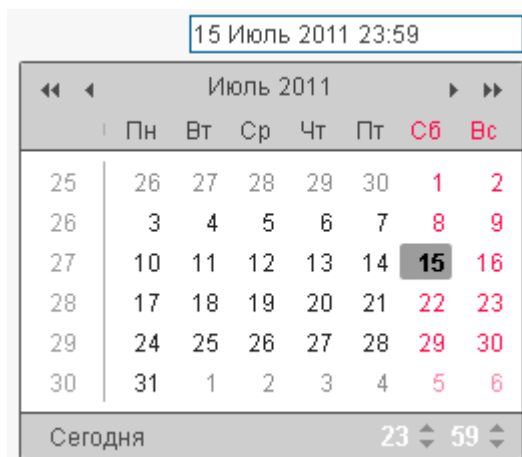 15 Июль 2011 23:59
Июль 2011
Пн Вт Ср Чт Пт Сб Вс
25 26 27 28 29 30 1 2
26 3 4 5 6 7 8 9
27 10 11 12 13 14 15 16
28 17 18 19 20 21 22 23
29 24 25 26 27 28 29 30
30 31 1 2 3 4 5 6
Сегодня 23 59